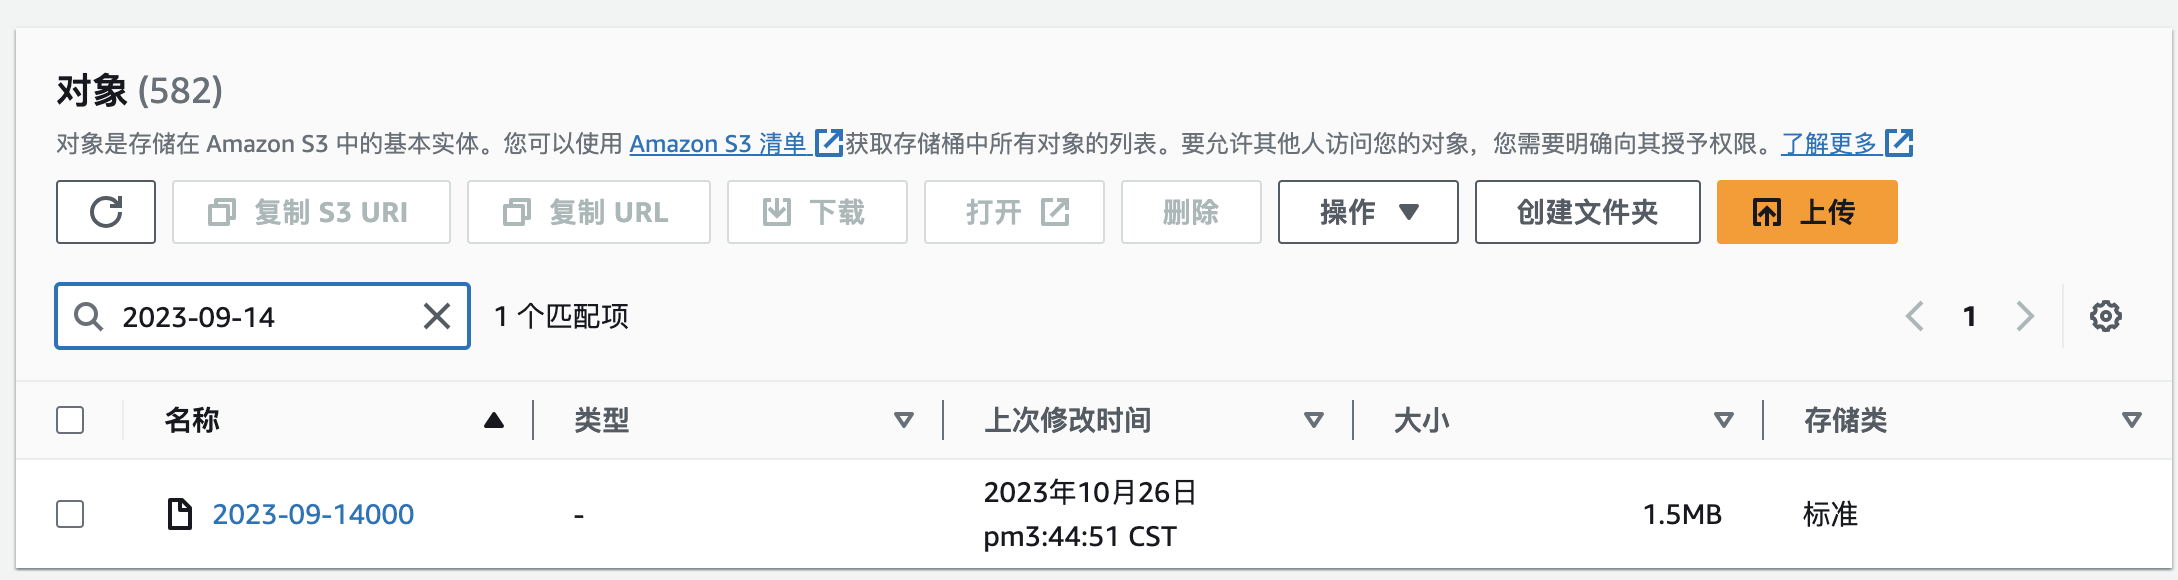 对象 (582)
对象是存储在 Amazon S3 中的基本实体。您可以使用 Amazon S3 清单 获取存储桶中所有对象的列表。要允许其他人访问您的对象，您需要明确向其授予权限。了解更多
复制 S3 URI 复制 URL 下载 打开 删除 操作 创建文件夹 上传
2023-09-14 1 个匹配项 1
名称 类型 上次修改时间 大小 存储类
2023-09-14000 - 2023年10月26日 1.5MB 标准
pm3:44:51 CST